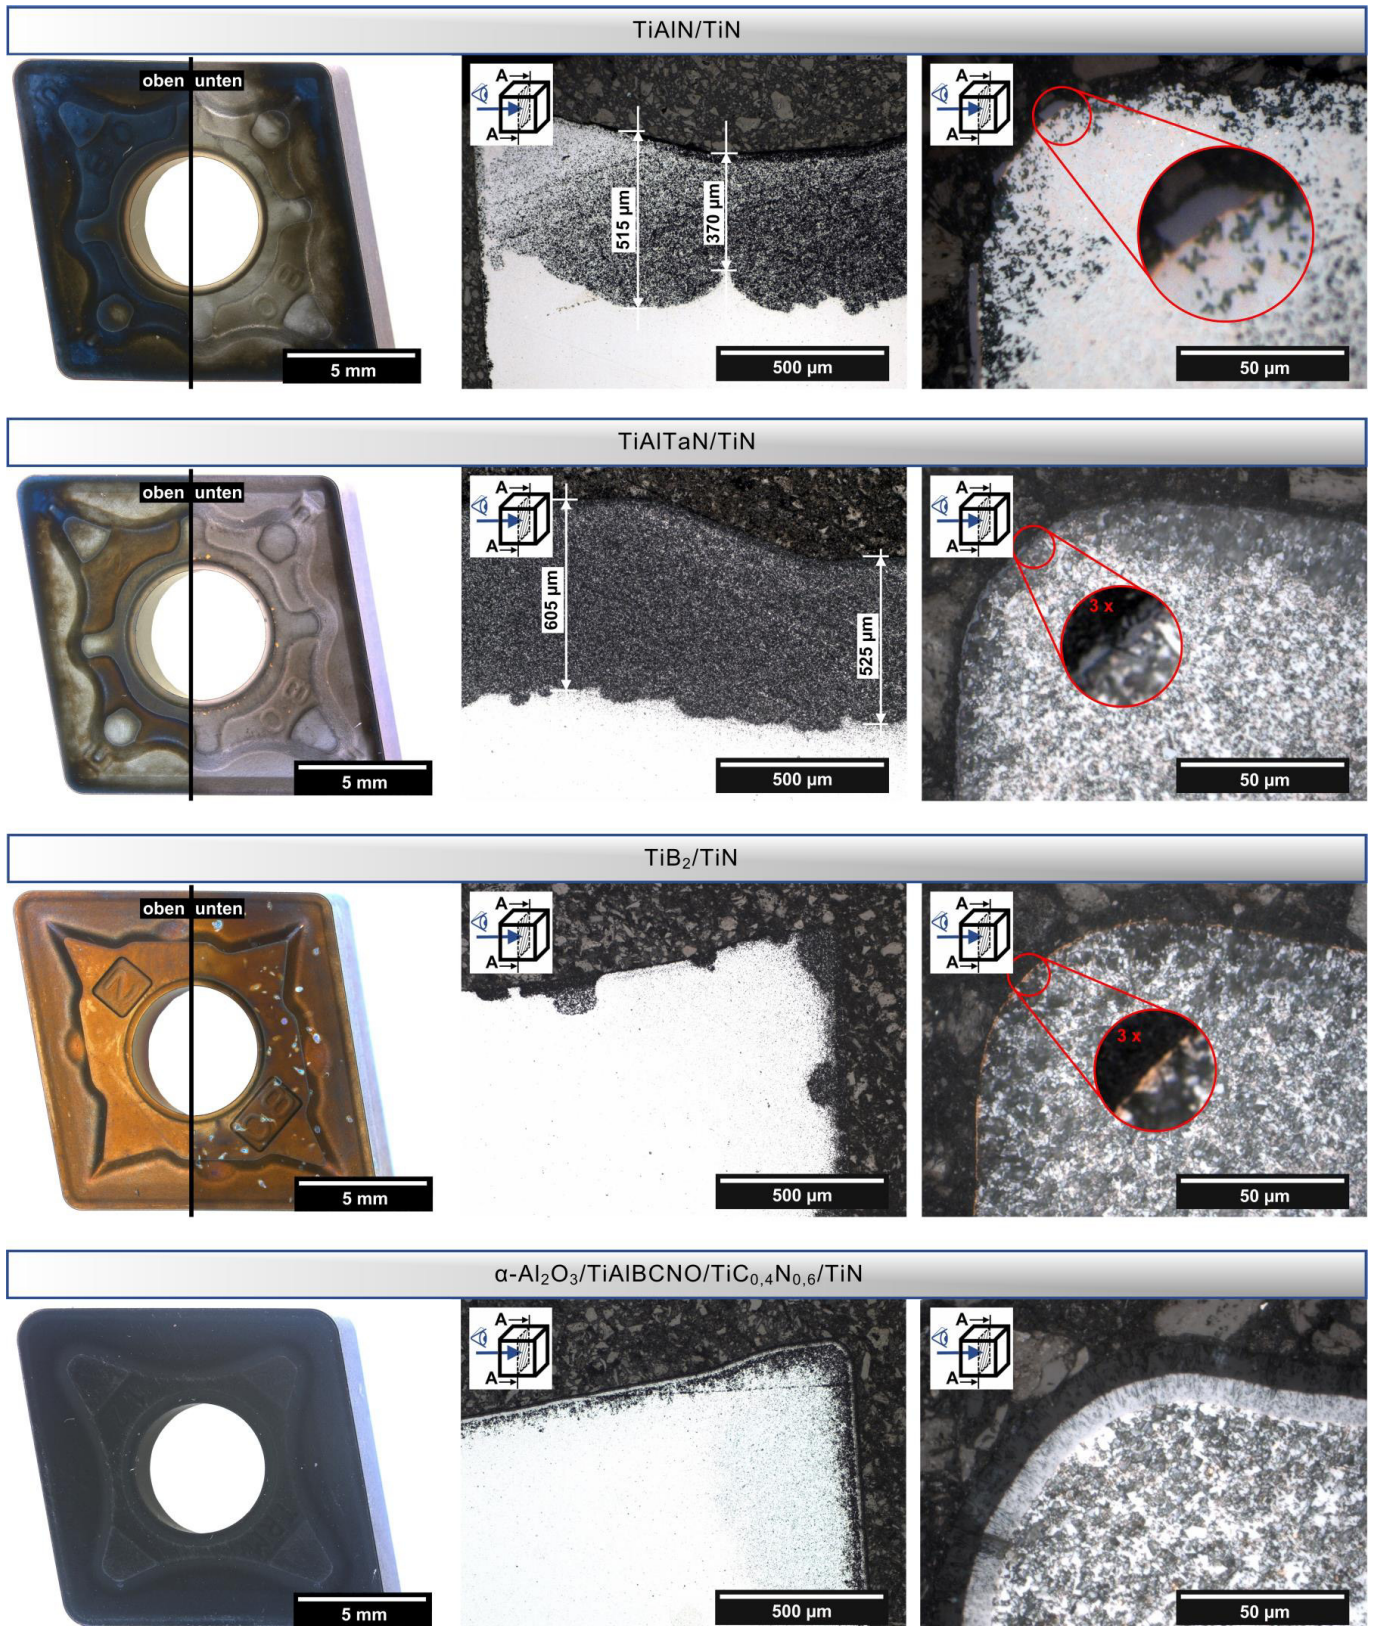 TiAlN/TiN
oben unten
5 mm
A
A
515 µm
370 µm
500 µm
A
A
50 µm
TiAlTaN/TiN
oben unten
5 mm
A
A
605 µm
525 µm
500 µm
A
A
3 x
50 µm
TiB₂/TiN
oben unten
N
5 mm
A
A
500 µm
A
A
3 x
50 µm
α-Al₂O₃/TiAlBCNO/TiC₀,₄N₀,₆/TiN
5 mm
A
A
500 µm
A
A
50 µm